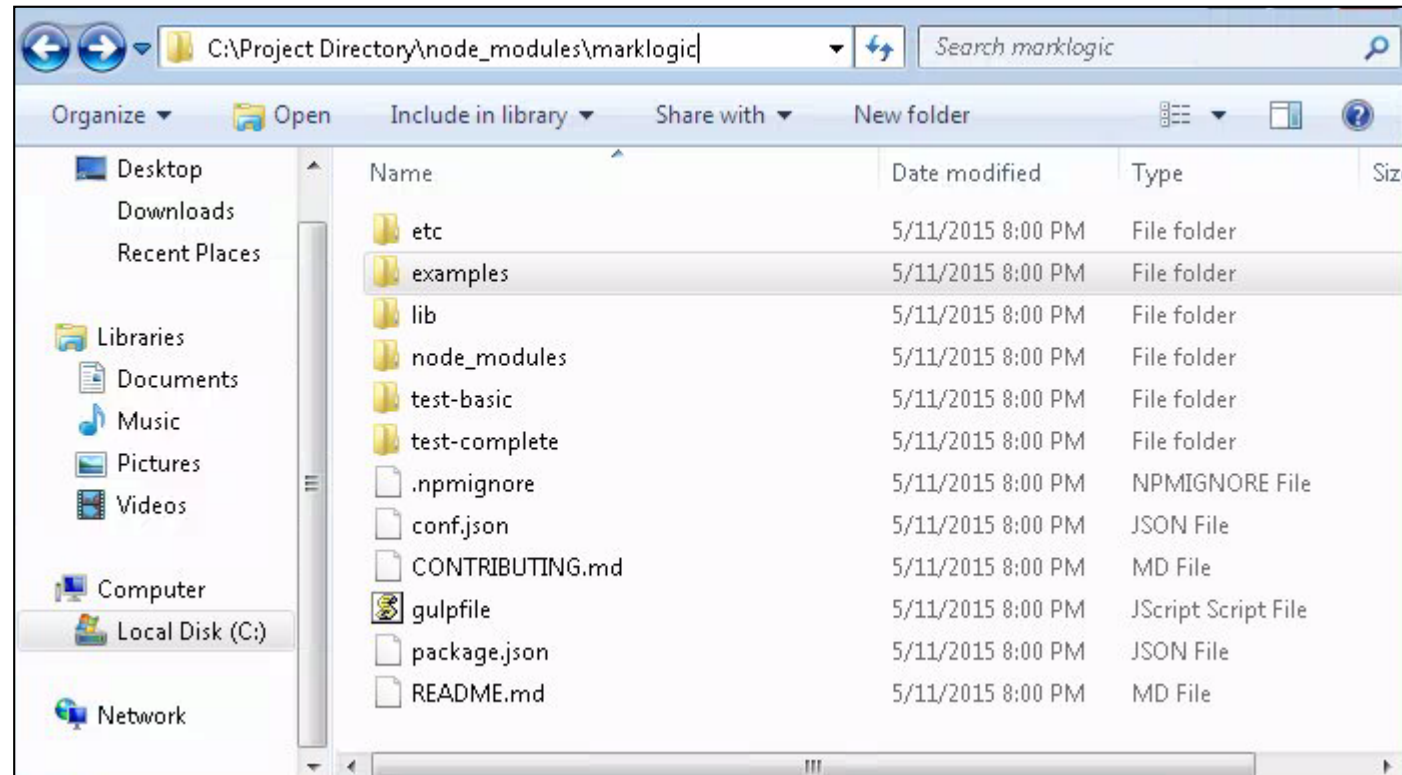 C:\Project Directory\node_modules\marklogic Search marklogic
Organize Open Include in library Share with New folder
Desktop
Downloads
Recent Places
Libraries
Documents
Music
Pictures
Videos
Computer
Local Disk (C:)
Network
Name Date modified Type Siz
etc 5/11/2015 8:00 PM File folder
examples 5/11/2015 8:00 PM File folder
lib 5/11/2015 8:00 PM File folder
node_modules 5/11/2015 8:00 PM File folder
test-basic 5/11/2015 8:00 PM File folder
test-complete 5/11/2015 8:00 PM File folder
.npmignore 5/11/2015 8:00 PM NPMIGNORE File
conf.json 5/11/2015 8:00 PM JSON File
CONTRIBUTING.md 5/11/2015 8:00 PM MD File
gulpfile 5/11/2015 8:00 PM JScript Script File
package.json 5/11/2015 8:00 PM JSON File
README.md 5/11/2015 8:00 PM MD File